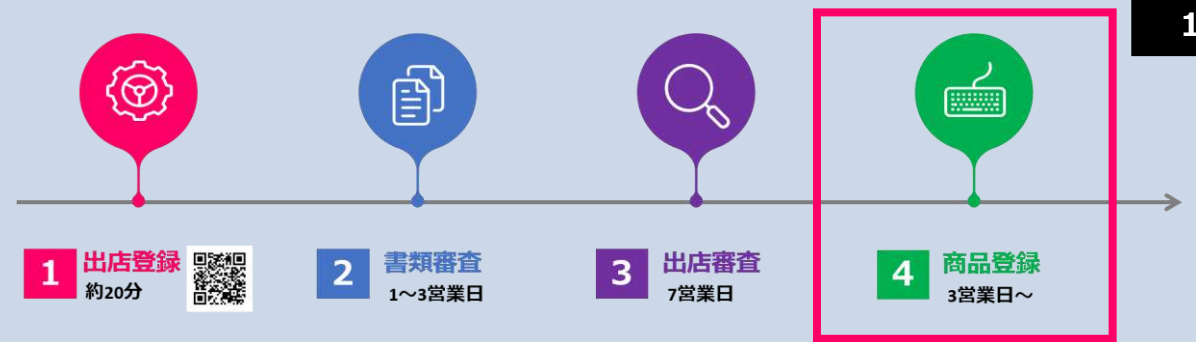 1
1 出店登録
約20分
2 書類審査
1～3営業日
3 出店審査
7営業日
4 商品登録
3営業日～